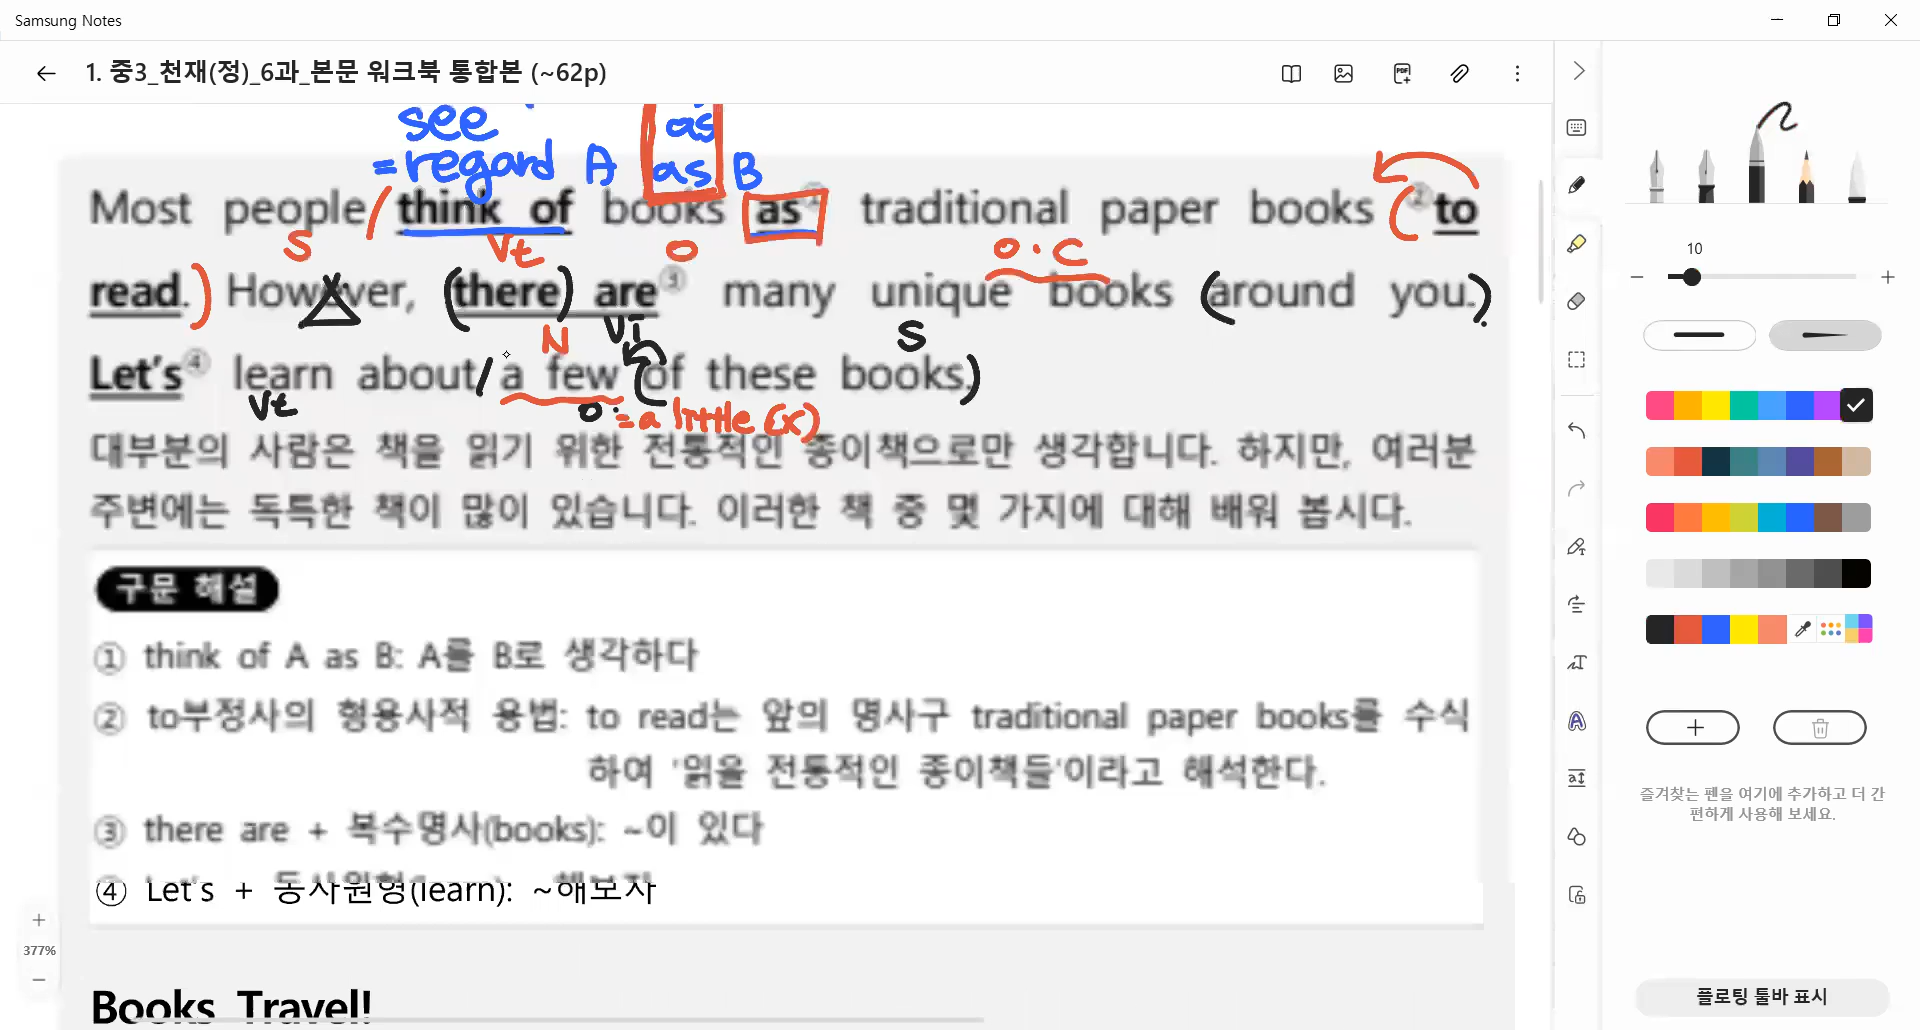 Samsung Notes
1. 중3_천재(정)_6과_본문 워크북 통합본 (~62p)
see as
=regard A as B
Most people think of books as① traditional paper books ②to
S Vt O O.C
read. However, (there) are③ many unique books (around you.)
N Vi S
Let's④ learn about a few (of these books.)
Vt O =a little (X)
대부분의 사람은 책을 읽기 위한 전통적인 종이책으로만 생각합니다. 하지만, 여러분
주변에는 독특한 책이 많이 있습니다. 이러한 책 중 몇 가지에 대해 배워 봅시다.
구문 해설
① think of A as B: A를 B로 생각하다
② to부정사의 형용사적 용법: to read는 앞의 명사구 traditional paper books를 수식
하여 '읽을 전통적인 종이책들'이라고 해석한다.
③ there are + 복수명사(books): ~이 있다
④ Let's + 동사원형(learn): ~해보자
Books Travel!
377%
PDF
10
즐겨찾는 펜을 여기에 추가하고 더 간
편하게 사용해 보세요.
플로팅 툴바 표시